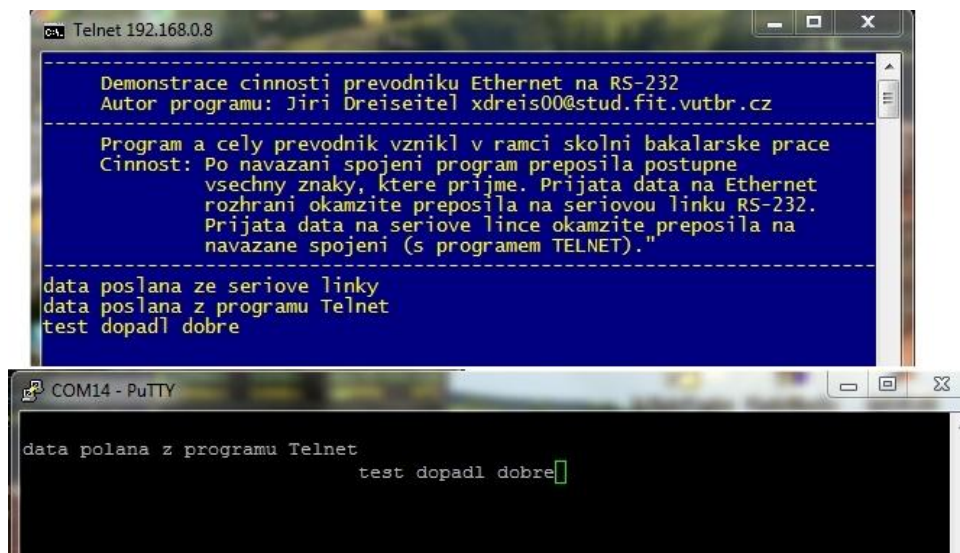 Telnet 192.168.0.8
Demonstrace cinnosti prevodniku Ethernet na RS-232
Autor programu: Jiri Dreiseitel xdreis00@stud.fit.vutbr.cz
Program a cely prevodnik vznikl v ramci skolni bakalarske prace
Cinnost: Po navazani spojeni program preposila postupne
vsechny znaky, ktere prijme. Prijata data na Ethernet
rozhrani okamzite preposila na seriovou linku RS-232.
Prijata data na seriove lince okamzite preposila na
navazane spojeni (s programem TELNET)."
data poslana ze seriove linky
data poslana z programu Telnet
test dopadl dobre
COM14 - PuTTY
data polana z programu Telnet
test dopadl dobre